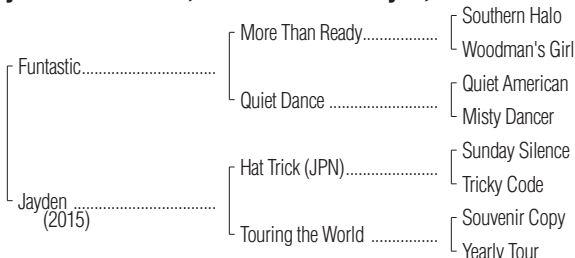 Southern Halo
More Than Ready..................
Woodman's Girl
Funtastic................................
Quiet American
Quiet Dance ..........................
Misty Dancer
Sunday Silence
Hat Trick (JPN)......................
Tricky Code
Jayden ..................................
(2015)
Souvenir Copy
Touring the World ................
Yearly Tour